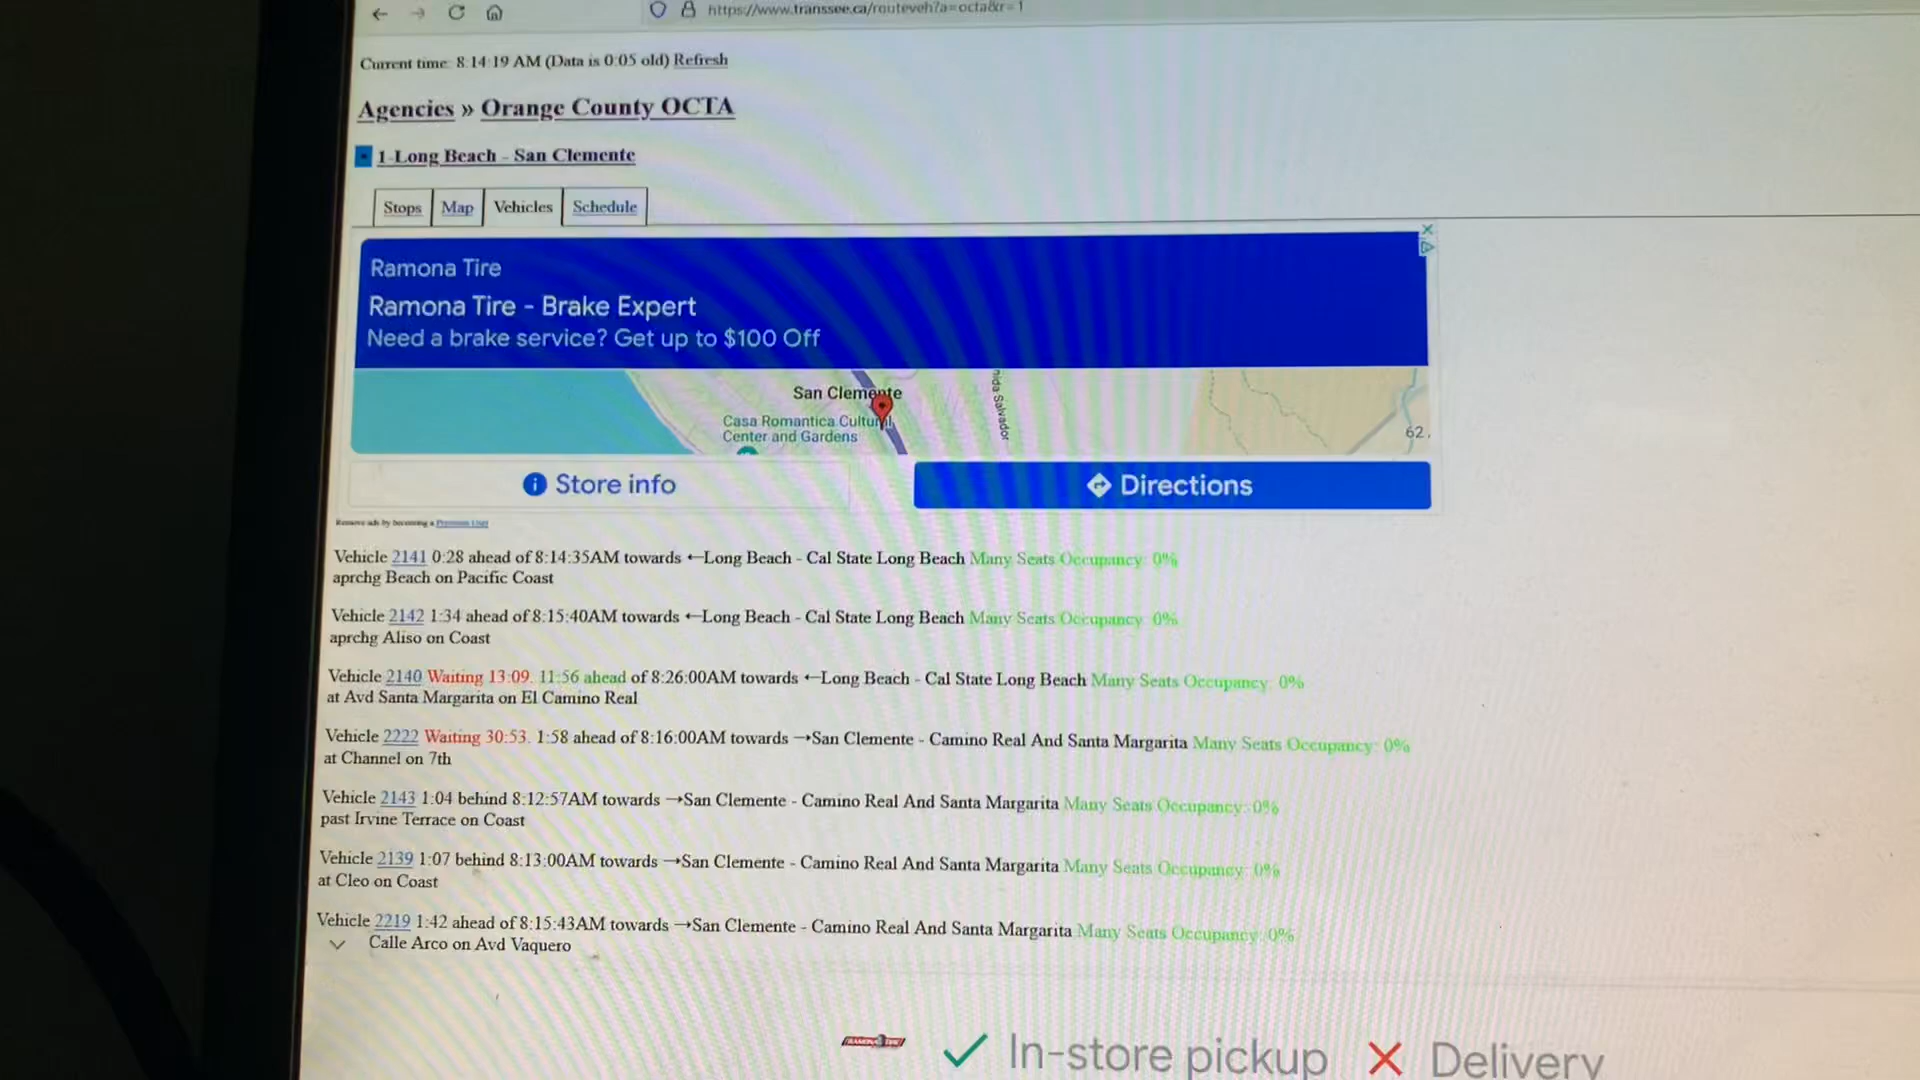 https://www.transsee.ca/routeveh?a=octa&r=1
Current time: 8:14:19 AM (Data is 0:05 old) Refresh
Agencies » Orange County OCTA
1-Long Beach - San Clemente
Stops Map Vehicles Schedule
Ramona Tire
Ramona Tire - Brake Expert
Need a brake service? Get up to $100 Off
San Clemente
Casa Romantica Cultural
Center and Gardens
nida Salvador
62
Store info
Directions
Remove ads by becoming a Premium User
Vehicle 2141 0:28 ahead of 8:14:35AM towards ←Long Beach - Cal State Long Beach Many Seats Occupancy: 0%
aprchg Beach on Pacific Coast
Vehicle 2142 1:34 ahead of 8:15:40AM towards ←Long Beach - Cal State Long Beach Many Seats Occupancy: 0%
aprchg Aliso on Coast
Vehicle 2140 Waiting 13:09. 11:56 ahead of 8:26:00AM towards ←Long Beach - Cal State Long Beach Many Seats Occupancy: 0%
at Avd Santa Margarita on El Camino Real
Vehicle 2222 Waiting 30:53. 1:58 ahead of 8:16:00AM towards →San Clemente - Camino Real And Santa Margarita Many Seats Occupancy: 0%
at Channel on 7th
Vehicle 2143 1:04 behind 8:12:57AM towards →San Clemente - Camino Real And Santa Margarita Many Seats Occupancy: 0%
past Irvine Terrace on Coast
Vehicle 2139 1:07 behind 8:13:00AM towards →San Clemente - Camino Real And Santa Margarita Many Seats Occupancy: 0%
at Cleo on Coast
Vehicle 2219 1:42 ahead of 8:15:43AM towards →San Clemente - Camino Real And Santa Margarita Many Seats Occupancy: 0%
Calle Arco on Avd Vaquero
RAMONA TIRE
In-store pickup
Delivery